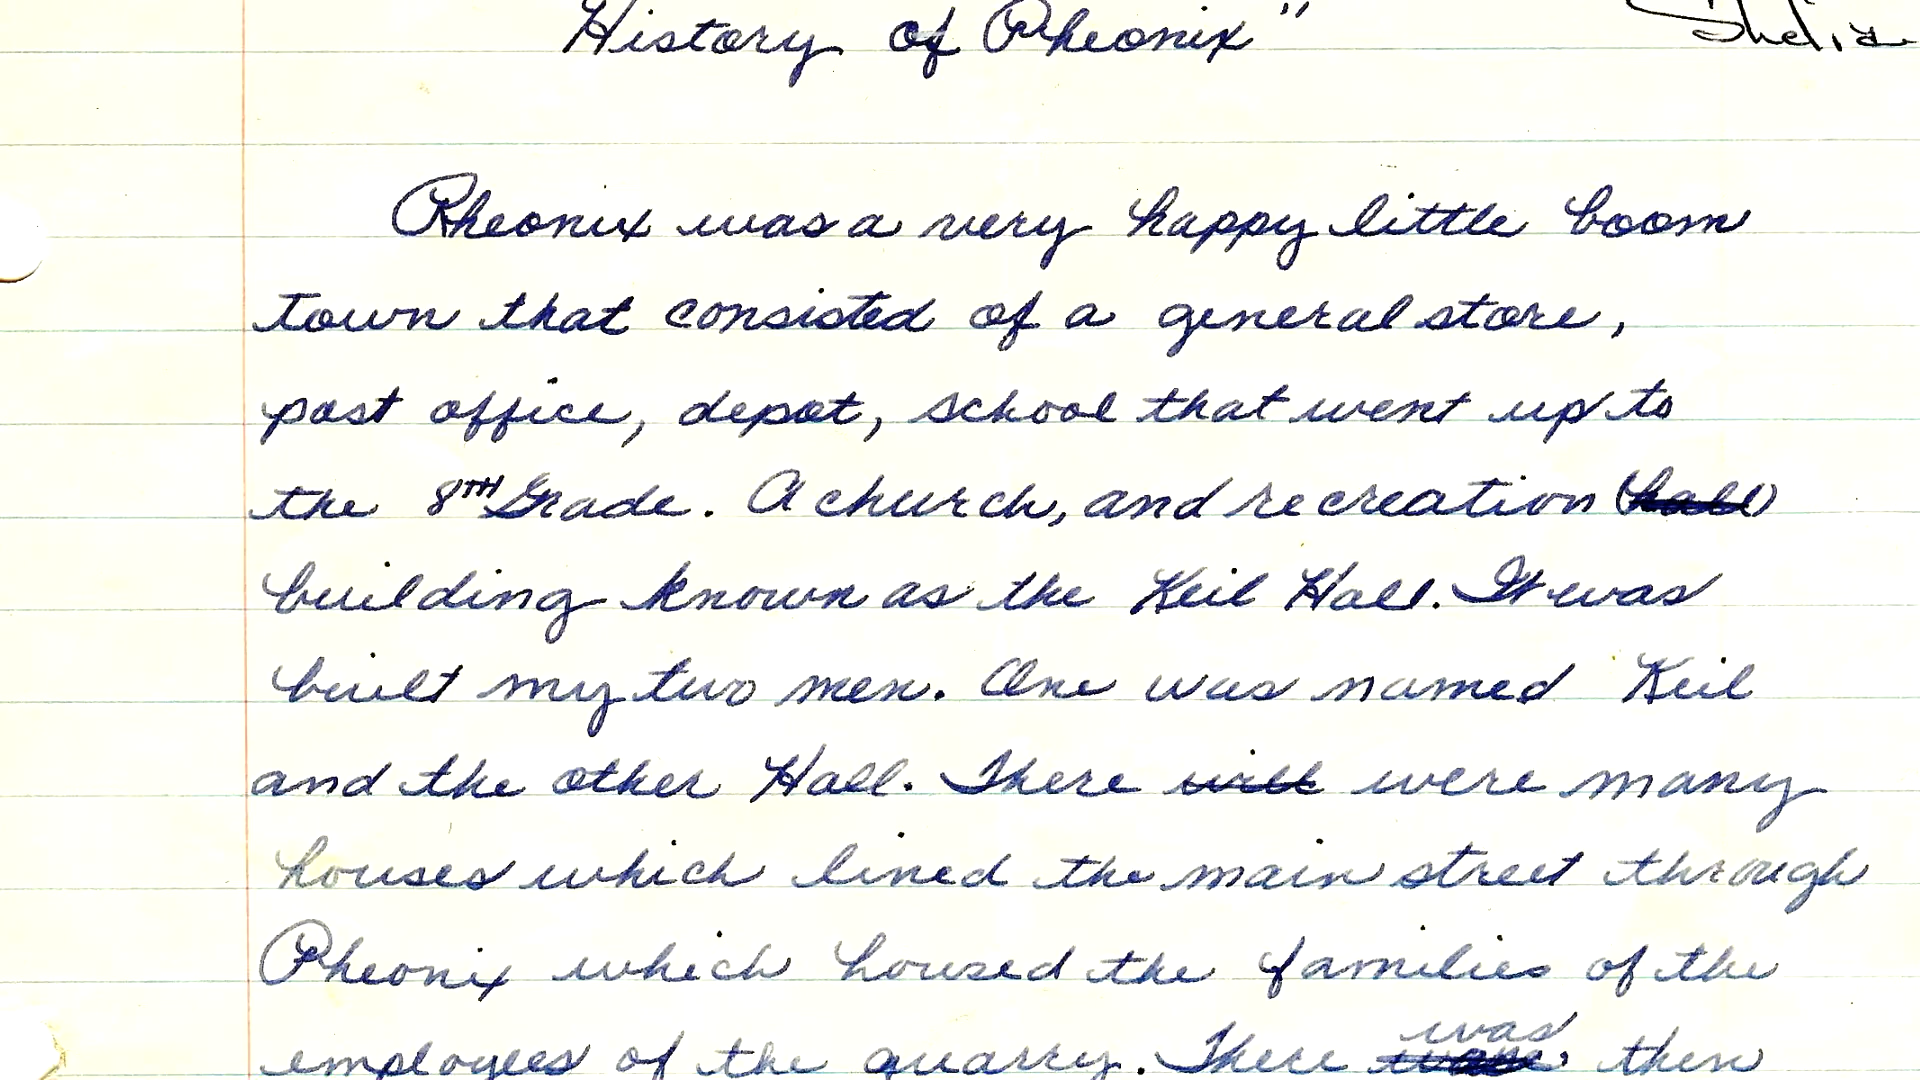 History of Pheonix"
Shelia
Pheonix was a very happy little boom
town that consisted of a general store,
post office, depot, school that went up to
the 8TH Grade. A church, and recreation (hall)
building known as the Keil Hall. It was
built my two men. One was named Keil
and the other Hall. There will were many
houses which lined the main street through
Pheonix which housed the families of the
was
employees of the quarry. There then